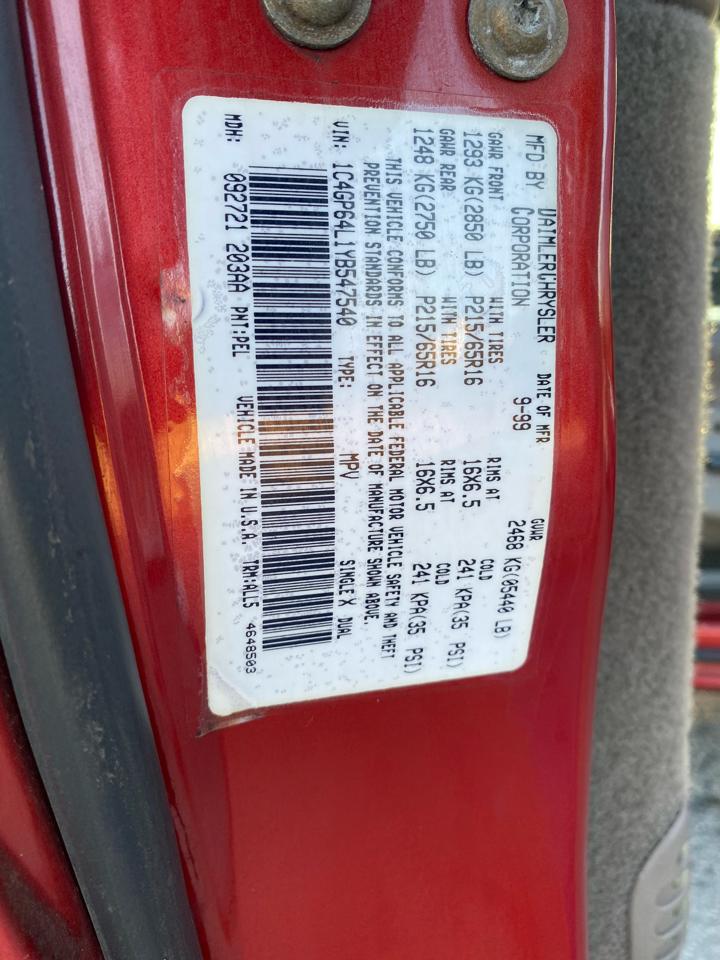 MFD BY DAIMLERCHRYSLER CORPORATION DATE OF MFR 9-99 GVWR 2468 KG(05440 LB)
GAWR FRONT WITH TIRES RIMS AT COLD
1293 KG(2850 LB) P215/65R16 16X6.5 241 KPA(35 PSI)
GAWR REAR WITH TIRES RIMS AT COLD
1248 KG(2750 LB) P215/65R16 16X6.5 241 KPA(35 PSI)
THIS VEHICLE CONFORMS TO ALL APPLICABLE FEDERAL MOTOR VEHICLE SAFETY AND THEFT
PREVENTION STANDARDS IN EFFECT ON THE DATE OF MANUFACTURE SHOWN ABOVE.
VIN: 1C4GP64L1YB547540 TYPE: MPV SINGLE X DUAL
MDH: 092721 203AA PNT:PEL VEHICLE MADE IN U.S.A. TRM:ALL5 4648503